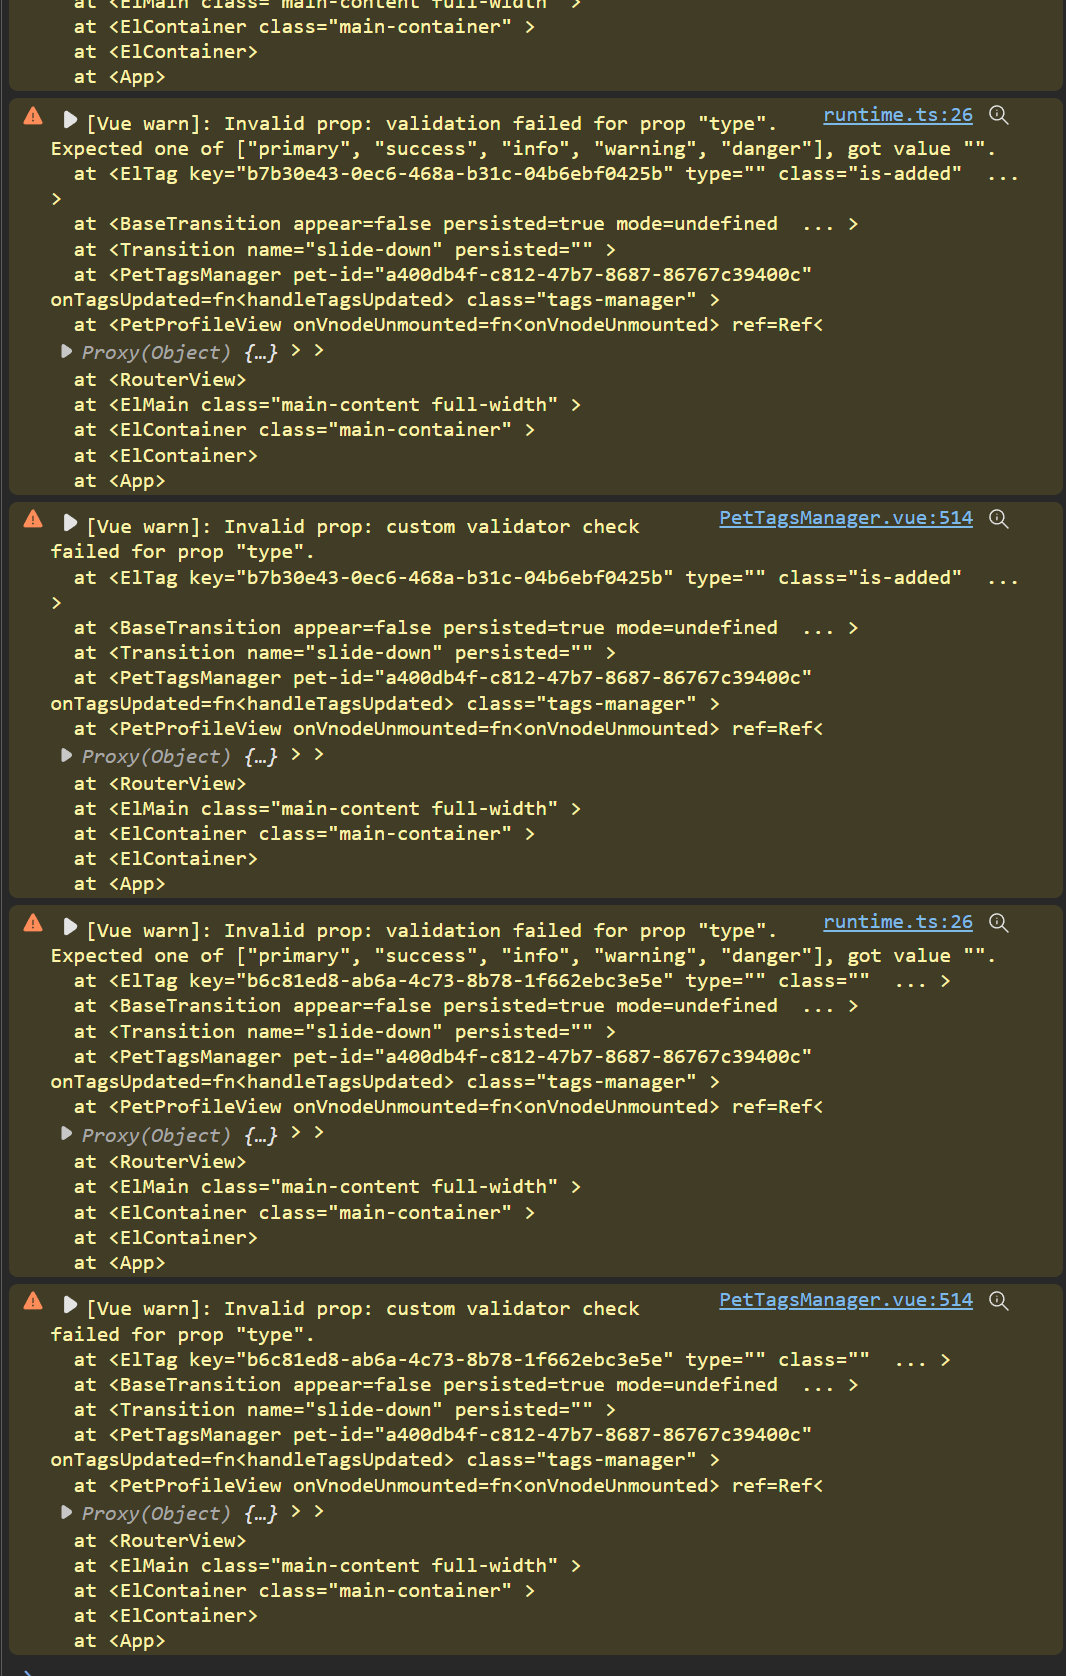 at <ElMain class="main-content full-width" >
at <ElContainer class="main-container" >
at <ElContainer>
at <App>
[Vue warn]: Invalid prop: validation failed for prop "type". runtime.ts:26
Expected one of ["primary", "success", "info", "warning", "danger"], got value "".
at <ElTag key="b7b30e43-0ec6-468a-b31c-04b6ebf0425b" type="" class="is-added"  ...
>
at <BaseTransition appear=false persisted=true mode=undefined  ... >
at <Transition name="slide-down" persisted="" >
at <PetTagsManager pet-id="a400db4f-c812-47b7-8687-86767c39400c"
onTagsUpdated=fn<handleTagsUpdated> class="tags-manager" >
at <PetProfileView onVnodeUnmounted=fn<onVnodeUnmounted> ref=Ref<
Proxy(Object) {…} > >
at <RouterView>
at <ElMain class="main-content full-width" >
at <ElContainer class="main-container" >
at <ElContainer>
at <App>
[Vue warn]: Invalid prop: custom validator check PetTagsManager.vue:514
failed for prop "type".
at <ElTag key="b7b30e43-0ec6-468a-b31c-04b6ebf0425b" type="" class="is-added"  ...
>
at <BaseTransition appear=false persisted=true mode=undefined  ... >
at <Transition name="slide-down" persisted="" >
at <PetTagsManager pet-id="a400db4f-c812-47b7-8687-86767c39400c"
onTagsUpdated=fn<handleTagsUpdated> class="tags-manager" >
at <PetProfileView onVnodeUnmounted=fn<onVnodeUnmounted> ref=Ref<
Proxy(Object) {…} > >
at <RouterView>
at <ElMain class="main-content full-width" >
at <ElContainer class="main-container" >
at <ElContainer>
at <App>
[Vue warn]: Invalid prop: validation failed for prop "type". runtime.ts:26
Expected one of ["primary", "success", "info", "warning", "danger"], got value "".
at <ElTag key="b6c81ed8-ab6a-4c73-8b78-1f662ebc3e5e" type="" class=""  ... >
at <BaseTransition appear=false persisted=true mode=undefined  ... >
at <Transition name="slide-down" persisted="" >
at <PetTagsManager pet-id="a400db4f-c812-47b7-8687-86767c39400c"
onTagsUpdated=fn<handleTagsUpdated> class="tags-manager" >
at <PetProfileView onVnodeUnmounted=fn<onVnodeUnmounted> ref=Ref<
Proxy(Object) {…} > >
at <RouterView>
at <ElMain class="main-content full-width" >
at <ElContainer class="main-container" >
at <ElContainer>
at <App>
[Vue warn]: Invalid prop: custom validator check PetTagsManager.vue:514
failed for prop "type".
at <ElTag key="b6c81ed8-ab6a-4c73-8b78-1f662ebc3e5e" type="" class=""  ... >
at <BaseTransition appear=false persisted=true mode=undefined  ... >
at <Transition name="slide-down" persisted="" >
at <PetTagsManager pet-id="a400db4f-c812-47b7-8687-86767c39400c"
onTagsUpdated=fn<handleTagsUpdated> class="tags-manager" >
at <PetProfileView onVnodeUnmounted=fn<onVnodeUnmounted> ref=Ref<
Proxy(Object) {…} > >
at <RouterView>
at <ElMain class="main-content full-width" >
at <ElContainer class="main-container" >
at <ElContainer>
at <App>